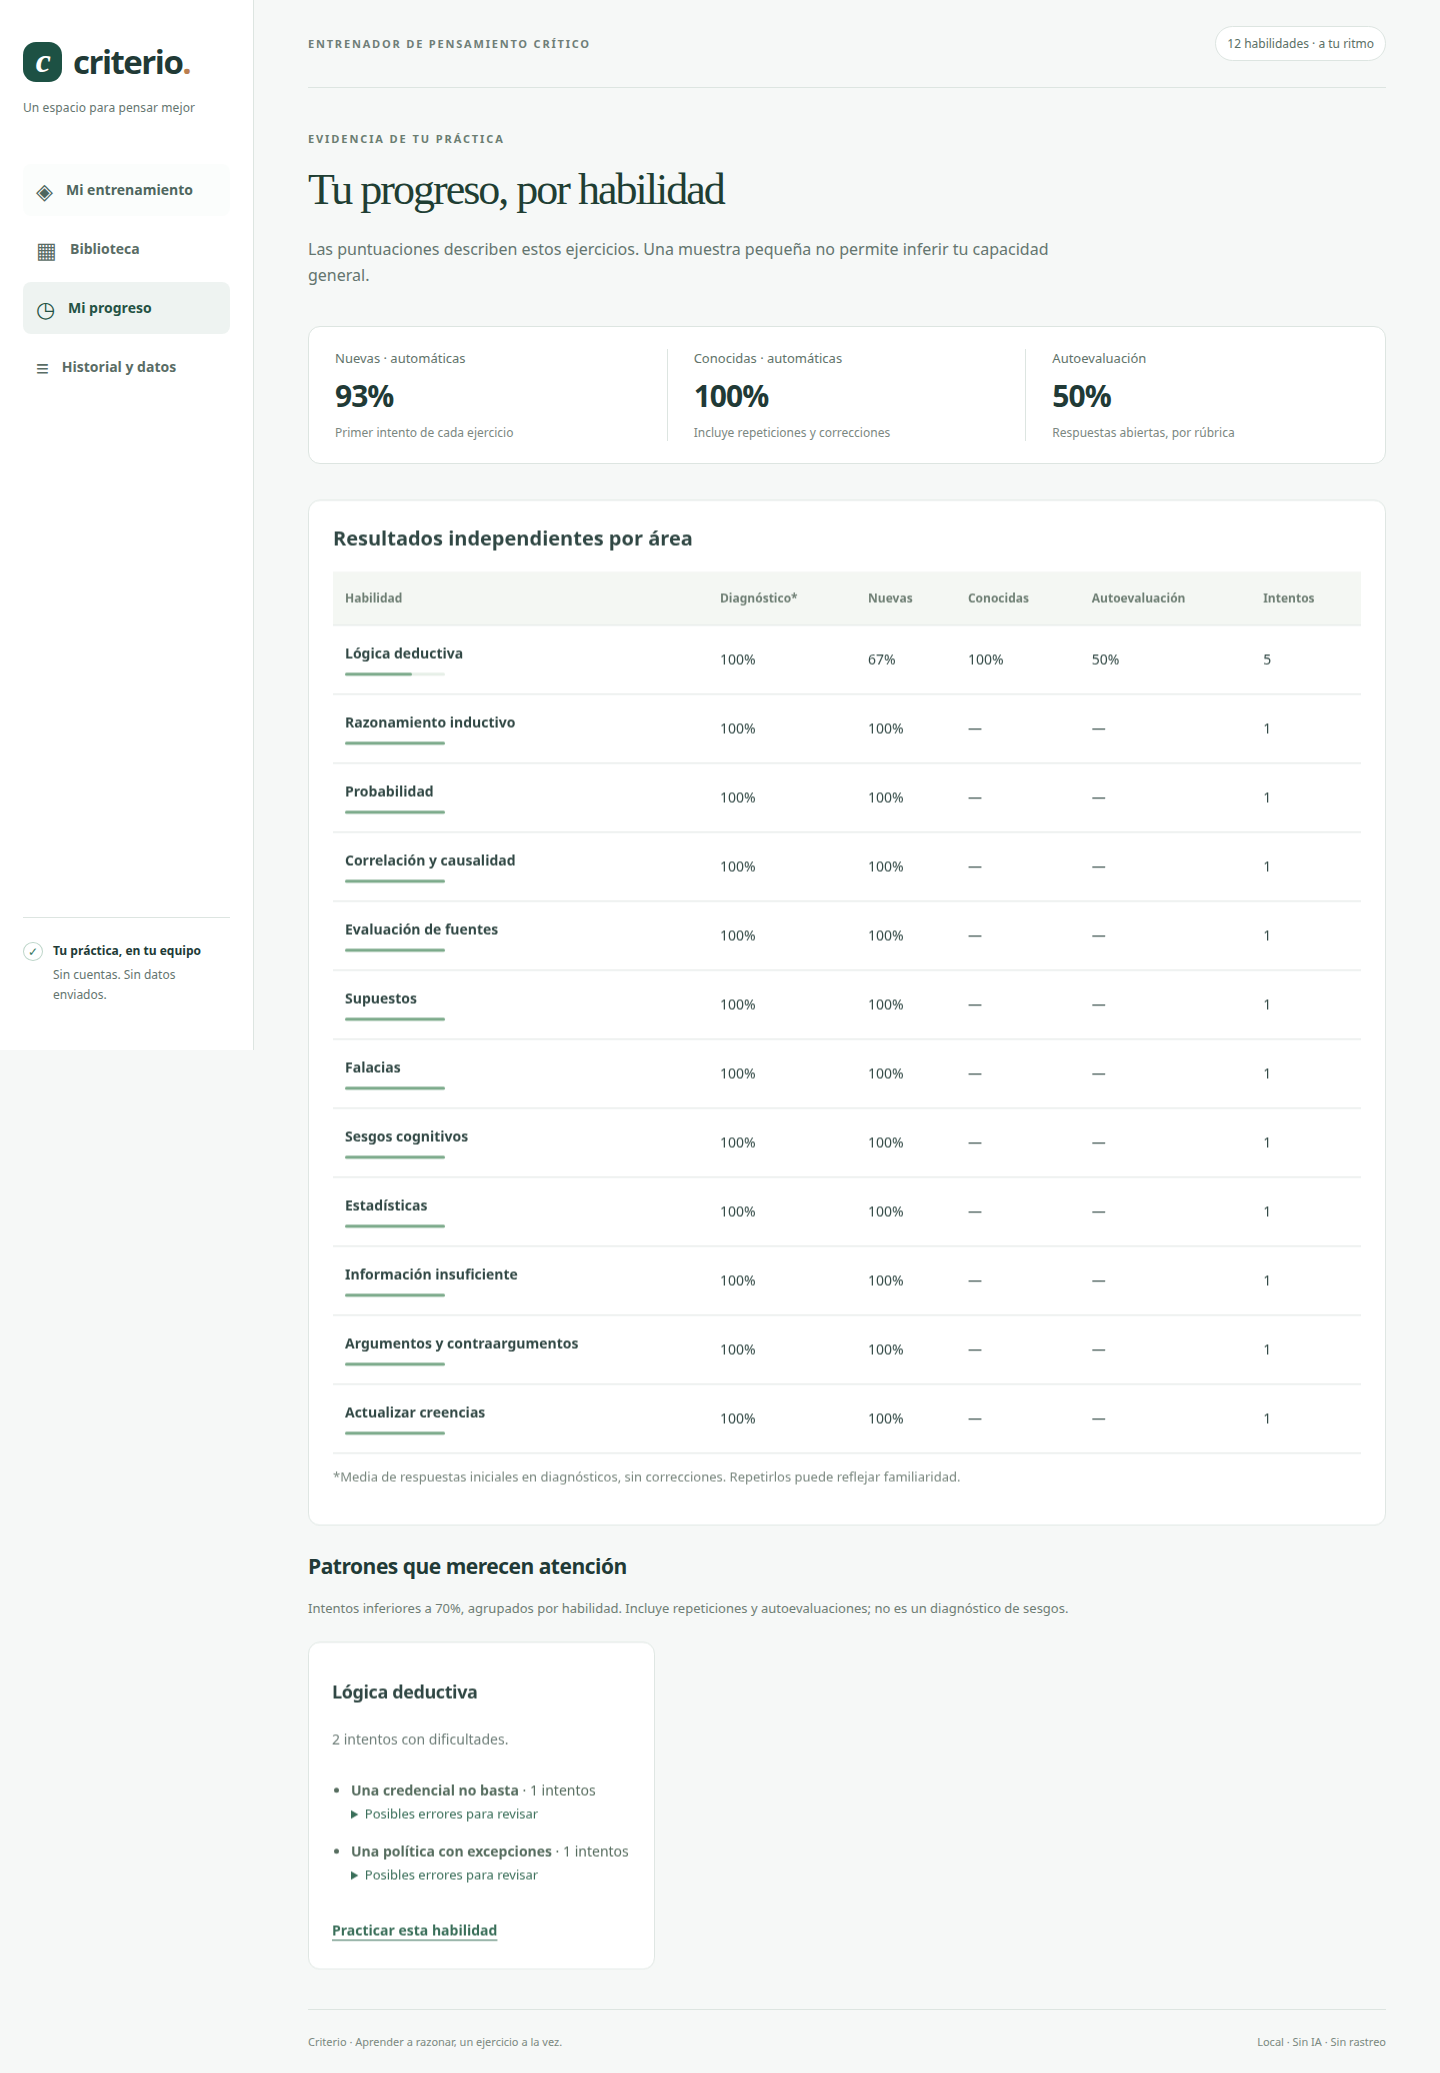 c criterio.
Un espacio para pensar mejor
◈ Mi entrenamiento
▦ Biblioteca
◷ Mi progreso
≡ Historial y datos
✓ Tu práctica, en tu equipo
Sin cuentas. Sin datos
enviados.
ENTRENADOR DE PENSAMIENTO CRÍTICO
12 habilidades · a tu ritmo
EVIDENCIA DE TU PRÁCTICA
Tu progreso, por habilidad
Las puntuaciones describen estos ejercicios. Una muestra pequeña no permite inferir tu capacidad
general.
Nuevas · automáticas
93%
Primer intento de cada ejercicio
Conocidas · automáticas
100%
Incluye repeticiones y correcciones
Autoevaluación
50%
Respuestas abiertas, por rúbrica
Resultados independientes por área
Habilidad Diagnóstico* Nuevas Conocidas Autoevaluación Intentos
Lógica deductiva 100% 67% 100% 50% 5
Razonamiento inductivo 100% 100% — — 1
Probabilidad 100% 100% — — 1
Correlación y causalidad 100% 100% — — 1
Evaluación de fuentes 100% 100% — — 1
Supuestos 100% 100% — — 1
Falacias 100% 100% — — 1
Sesgos cognitivos 100% 100% — — 1
Estadísticas 100% 100% — — 1
Información insuficiente 100% 100% — — 1
Argumentos y contraargumentos 100% 100% — — 1
Actualizar creencias 100% 100% — — 1
*Media de respuestas iniciales en diagnósticos, sin correcciones. Repetirlos puede reflejar familiaridad.
Patrones que merecen atención
Intentos inferiores a 70%, agrupados por habilidad. Incluye repeticiones y autoevaluaciones; no es un diagnóstico de sesgos.
Lógica deductiva
2 intentos con dificultades.
• Una credencial no basta · 1 intentos
▶ Posibles errores para revisar
• Una política con excepciones · 1 intentos
▶ Posibles errores para revisar
Practicar esta habilidad
Criterio · Aprender a razonar, un ejercicio a la vez.
Local · Sin IA · Sin rastreo